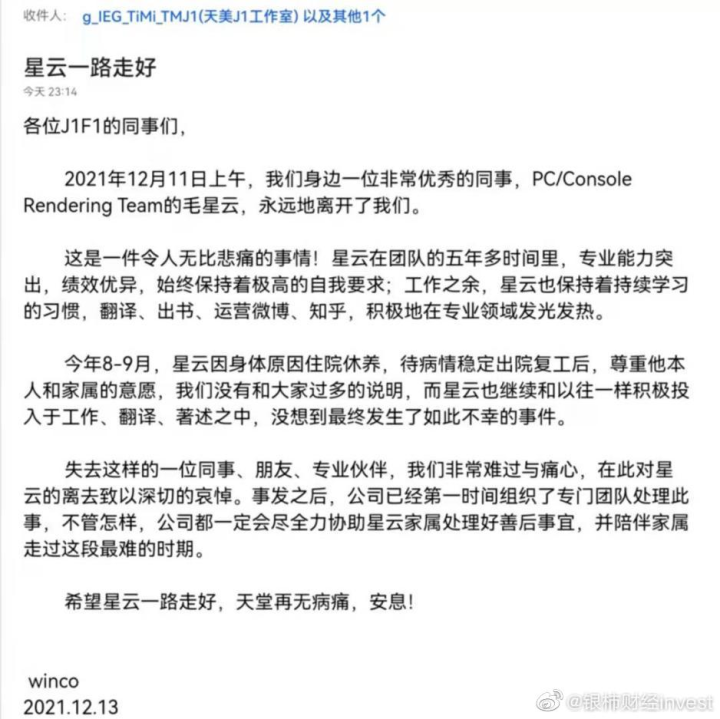 收件人： g_IEG_TiMi_TMJ1(天美J1工作室) 以及其他1个
星云一路走好
今天 23:14
各位J1F1的同事们，
2021年12月11日上午，我们身边一位非常优秀的同事，PC/Console
Rendering Team的毛星云，永远地离开了我们。
这是一件令人无比悲痛的事情！星云在团队的五年多时间里，专业能力突
出，绩效优异，始终保持着极高的自我要求；工作之余，星云也保持着持续学习
的习惯，翻译、出书、运营微博、知乎，积极地在专业领域发光发热。
今年8-9月，星云因身体原因住院休养，待病情稳定出院复工后，尊重他本
人和家属的意愿，我们没有和大家过多的说明，而星云也继续和以往一样积极投
入于工作、翻译、著述之中，没想到最终发生了如此不幸的事件。
失去这样的一位同事、朋友、专业伙伴，我们非常难过与痛心，在此对星
云的离去致以深切的哀悼。事发之后，公司已经第一时间组织了专门团队处理此
事，不管怎样，公司都一定会尽全力协助星云家属处理好善后事宜，并陪伴家属
走过这段最难的时期。
希望星云一路走好，天堂再无病痛，安息！
winco
2021.12.13
@银柿财经invest